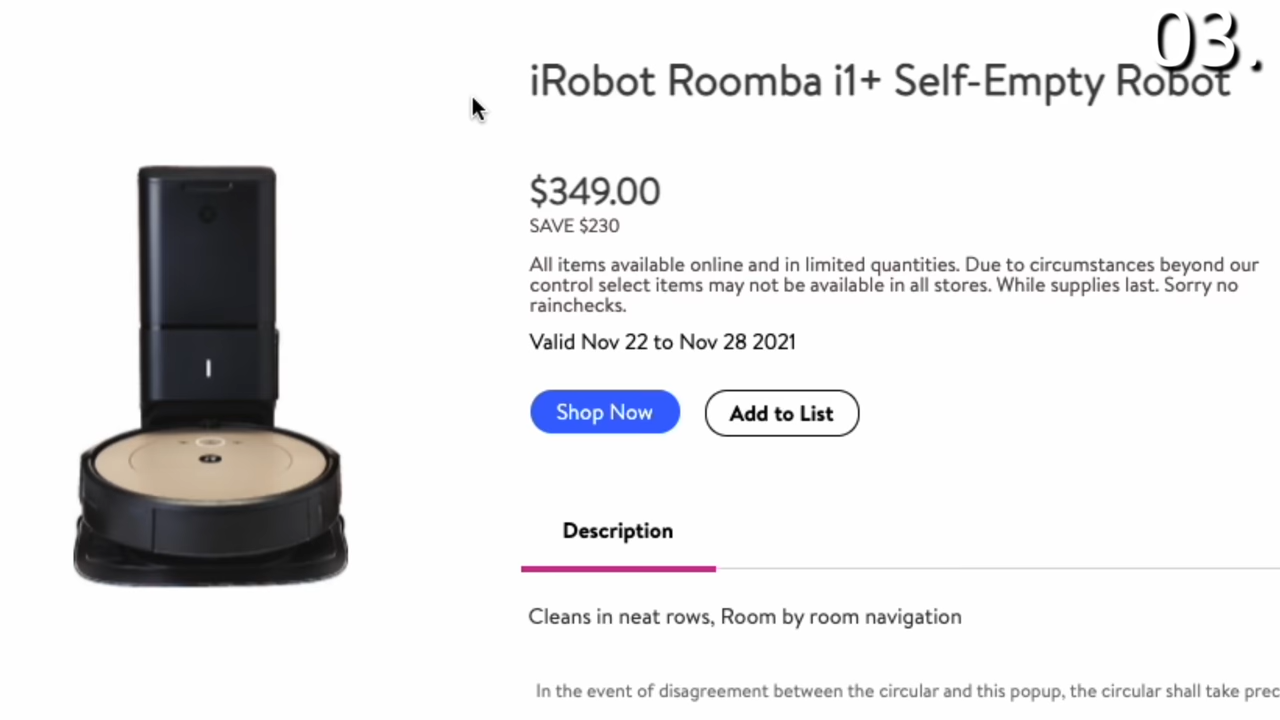 03.
iRobot Roomba i1+ Self-Empty Robot
$349.00
SAVE $230
All items available online and in limited quantities. Due to circumstances beyond our
control select items may not be available in all stores. While supplies last. Sorry no
rainchecks.
Valid Nov 22 to Nov 28 2021
Shop Now
Add to List
Description
Cleans in neat rows, Room by room navigation
In the event of disagreement between the circular and this popup, the circular shall take prec